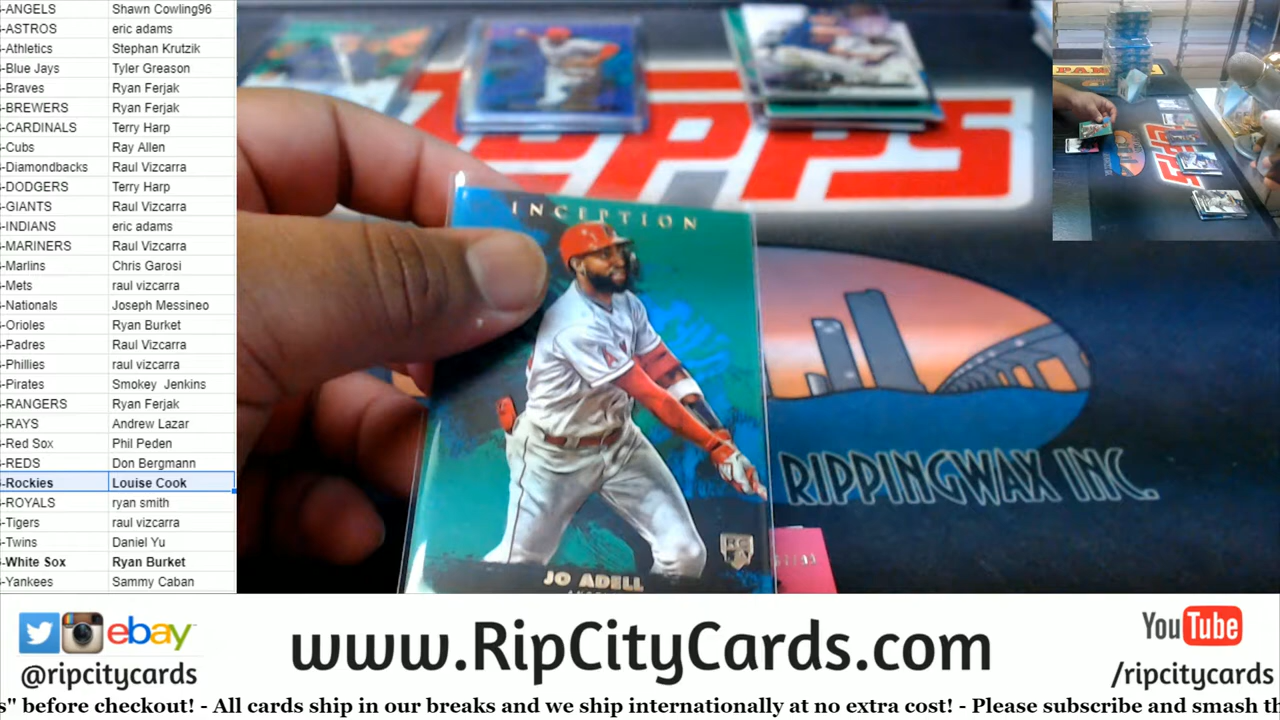 -ANGELS Shawn Cowling96
-ASTROS eric adams
-Athletics Stephan Krutzik
-Blue Jays Tyler Greason
-Braves Ryan Ferjak
-BREWERS Ryan Ferjak
-CARDINALS Terry Harp
-Cubs Ray Allen
-Diamondbacks Raul Vizcarra
-DODGERS Terry Harp
-GIANTS Raul Vizcarra
-INDIANS eric adams
-MARINERS Raul Vizcarra
-Marlins Chris Garosi
-Mets raul vizcarra
-Nationals Joseph Messineo
-Orioles Ryan Burket
-Padres Raul Vizcarra
-Phillies raul vizcarra
-Pirates Smokey Jenkins
-RANGERS Ryan Ferjak
-RAYS Andrew Lazar
-Red Sox Phil Peden
-REDS Don Bergmann
-Rockies Louise Cook
-ROYALS ryan smith
-Tigers raul vizcarra
-Twins Daniel Yu
-White Sox Ryan Burket
-Yankees Sammy Caban
TOPPS
INCEPTION
RC
JO ADELL
RIPPINGWAX INC.
ebay
@ripcitycards
www.RipCityCards.com
YouTube
/ripcitycards
s" before checkout! - All cards ship in our breaks and we ship internationally at no extra cost! - Please subscribe and smash th